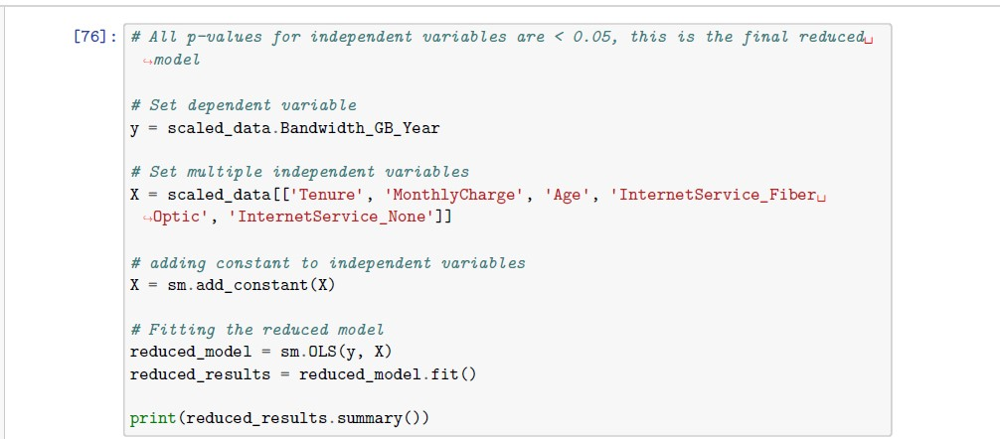 [76]: # All p-values for independent variables are < 0.05, this is the final reduced␣
↪model
# Set dependent variable
y = scaled_data.Bandwidth_GB_Year
# Set multiple independent variables
X = scaled_data[['Tenure', 'MonthlyCharge', 'Age', 'InternetService_Fiber␣
↪Optic', 'InternetService_None']]
# adding constant to independent variables
X = sm.add_constant(X)
# Fitting the reduced model
reduced_model = sm.OLS(y, X)
reduced_results = reduced_model.fit()
print(reduced_results.summary())